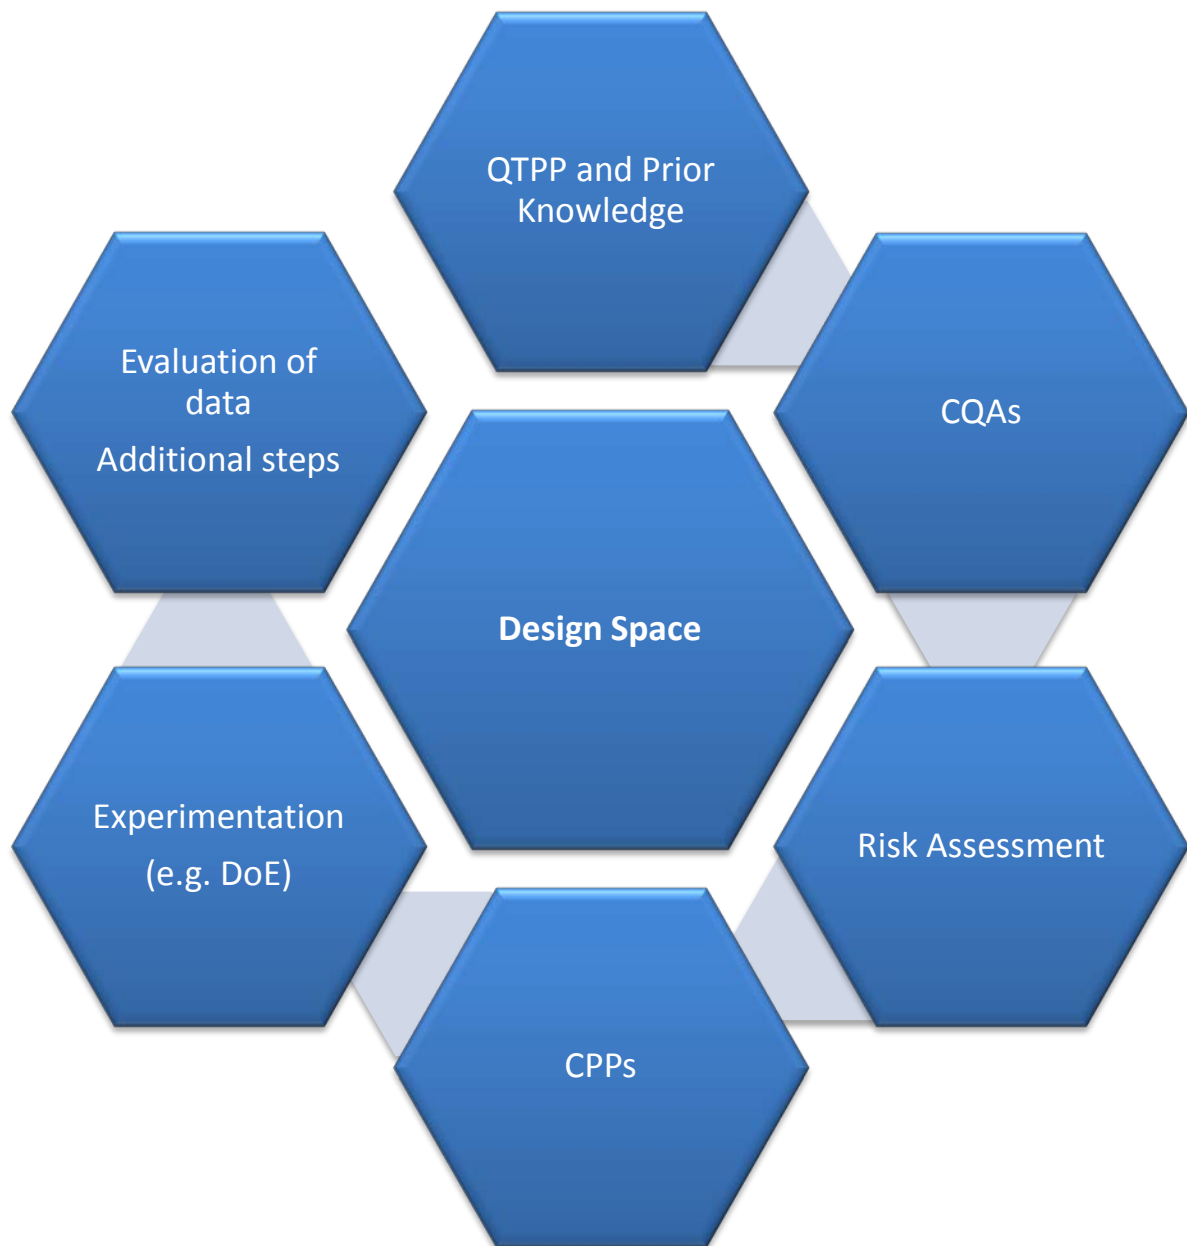 QTPP and Prior
Knowledge
CQAs
Risk Assessment
CPPs
Experimentation
(e.g. DoE)
Evaluation of
data
Additional steps
Design Space